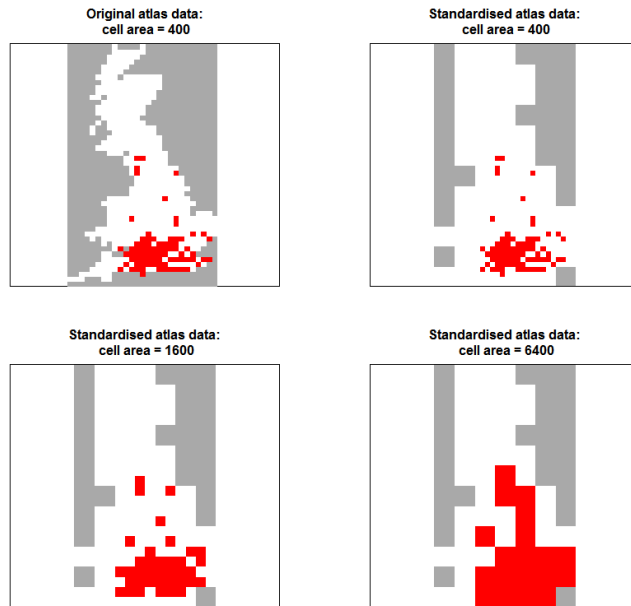 Original atlas data:
cell area = 400
Standardised atlas data:
cell area = 400
Standardised atlas data:
cell area = 1600
Standardised atlas data:
cell area = 6400